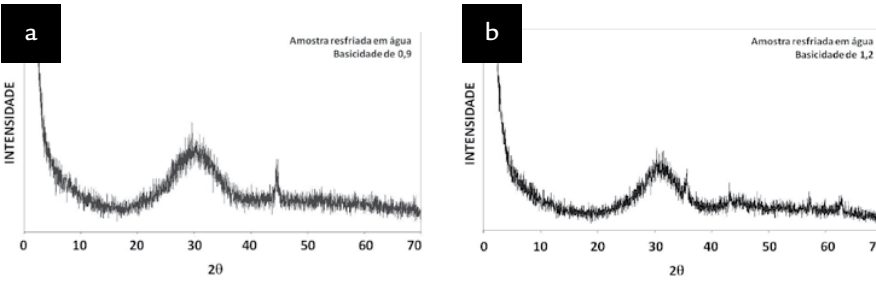 a
Amostra resfriada em água
Basicidade de 0,9
INTENSIDADE
0 10 20 30 40 50 60 70
2θ
b
Amostra resfriada em água
Basicidade de 1,2
INTENSIDADE
0 10 20 30 40 50 60
2θ